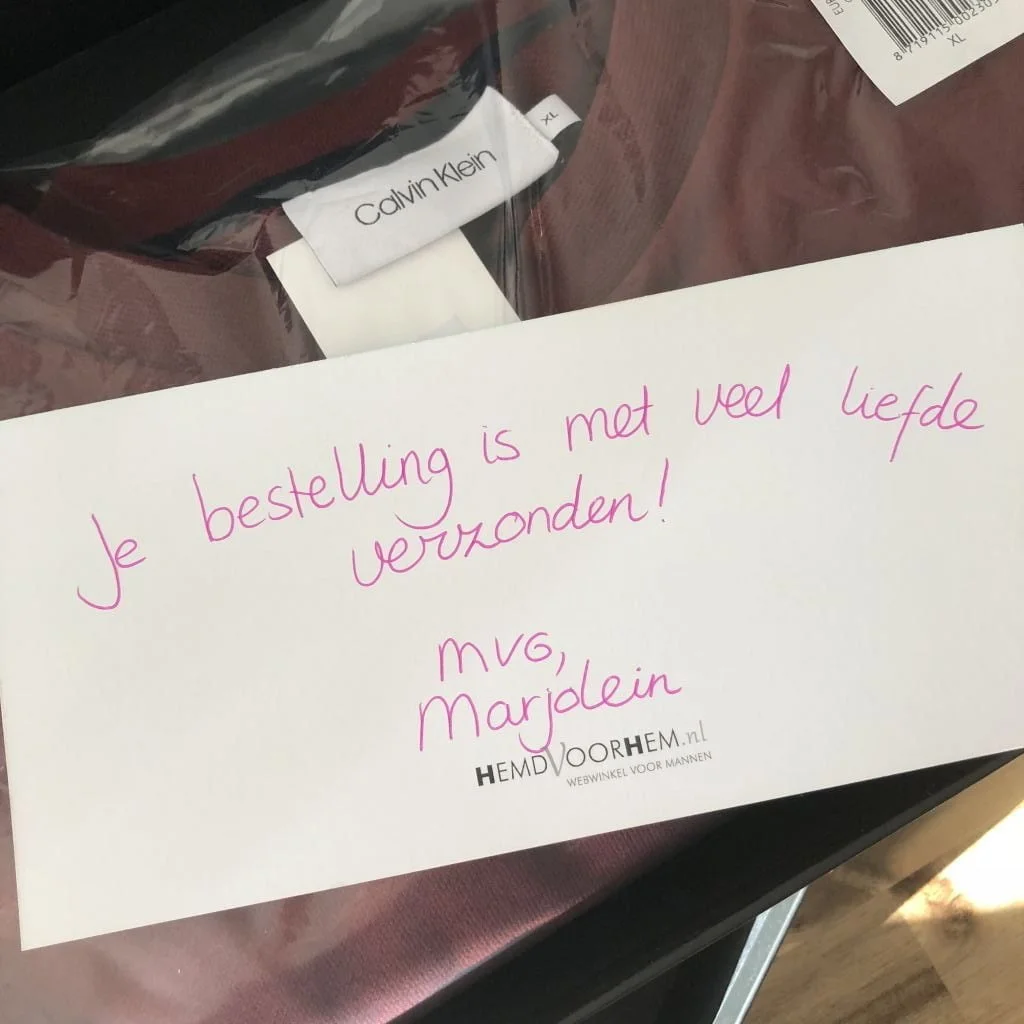 XL
Calvin Klein
XL
Je bestelling is met veel liefde
verzonden!
MVG,
Marjolein
HEMDVOORHEM.nl
WEBWINKEL VOOR MANNEN